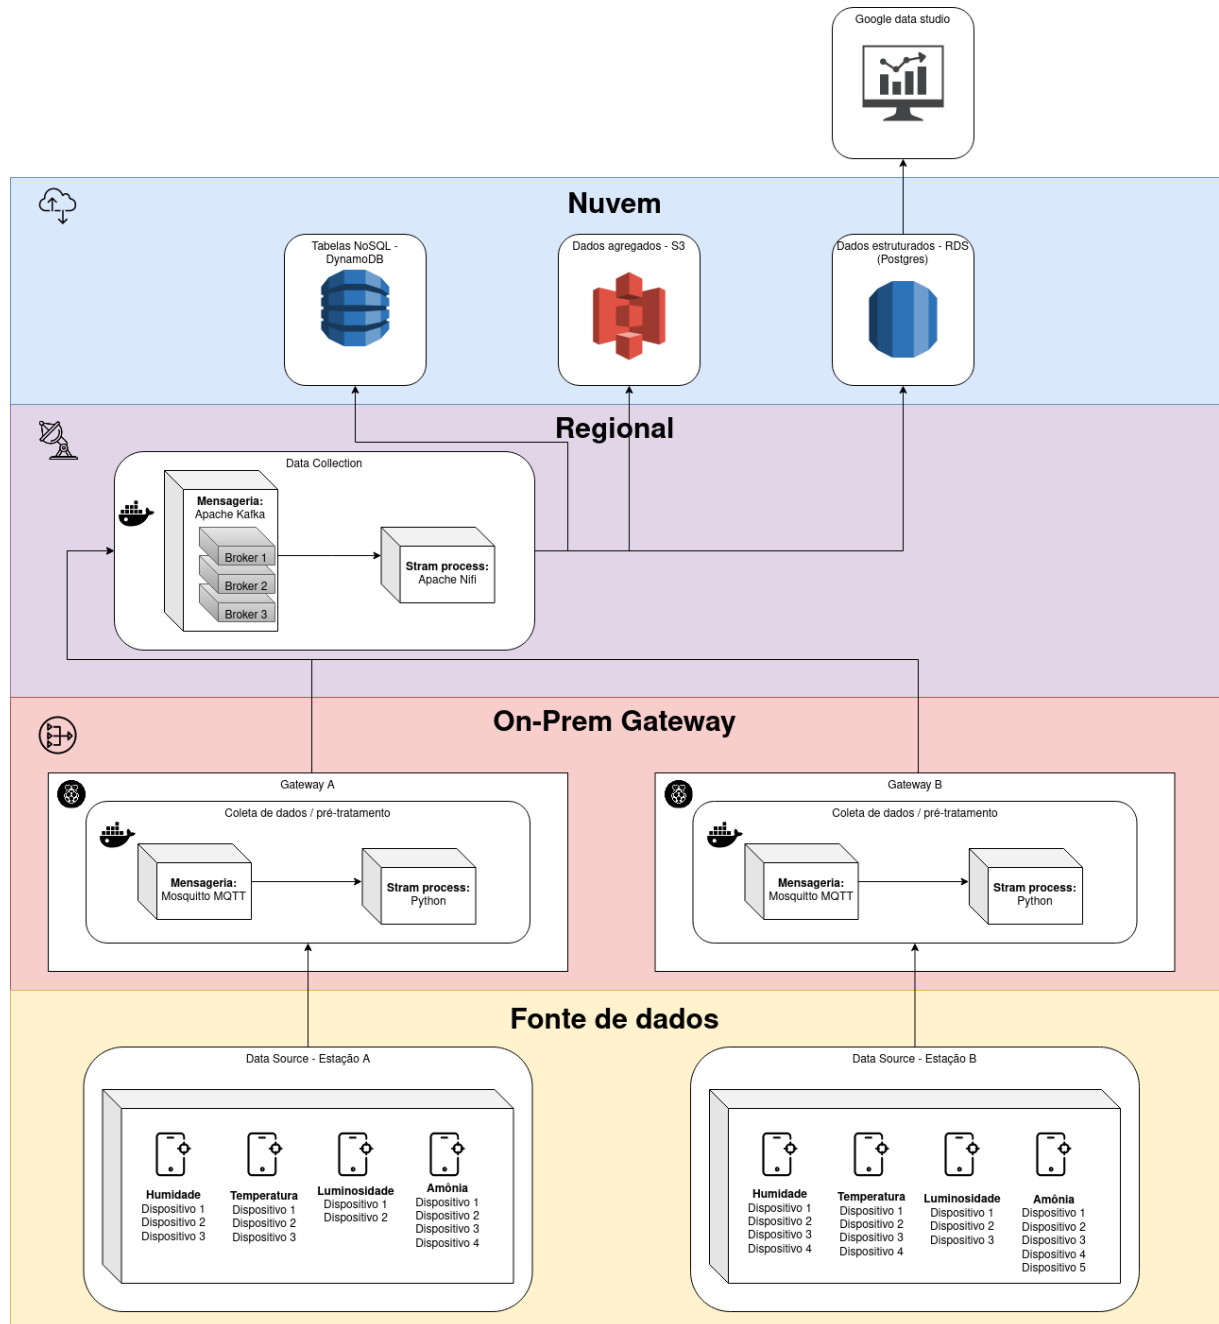 Google data studio
Nuvem
Tabelas NoSQL -
DynamoDB
Dados agregados - S3
Dados estruturados - RDS
(Postgres)
Regional
Data Collection
Mensageria:
Apache Kafka
Broker 1
Broker 2
Broker 3
Stram process:
Apache Nifi
On-Prem Gateway
Gateway A
Coleta de dados / pré-tratamento
Mensageria:
Mosquitto MQTT
Stram process:
Python
Gateway B
Coleta de dados / pré-tratamento
Mensageria:
Mosquitto MQTT
Stram process:
Python
Fonte de dados
Data Source - Estação A
Humidade
Dispositivo 1
Dispositivo 2
Dispositivo 3
Temperatura
Dispositivo 1
Dispositivo 2
Dispositivo 3
Luminosidade
Dispositivo 1
Dispositivo 2
Amônia
Dispositivo 1
Dispositivo 2
Dispositivo 3
Dispositivo 4
Data Source - Estação B
Humidade
Dispositivo 1
Dispositivo 2
Dispositivo 3
Dispositivo 4
Temperatura
Dispositivo 1
Dispositivo 2
Dispositivo 3
Dispositivo 4
Luminosidade
Dispositivo 1
Dispositivo 2
Dispositivo 3
Amônia
Dispositivo 1
Dispositivo 2
Dispositivo 3
Dispositivo 4
Dispositivo 5